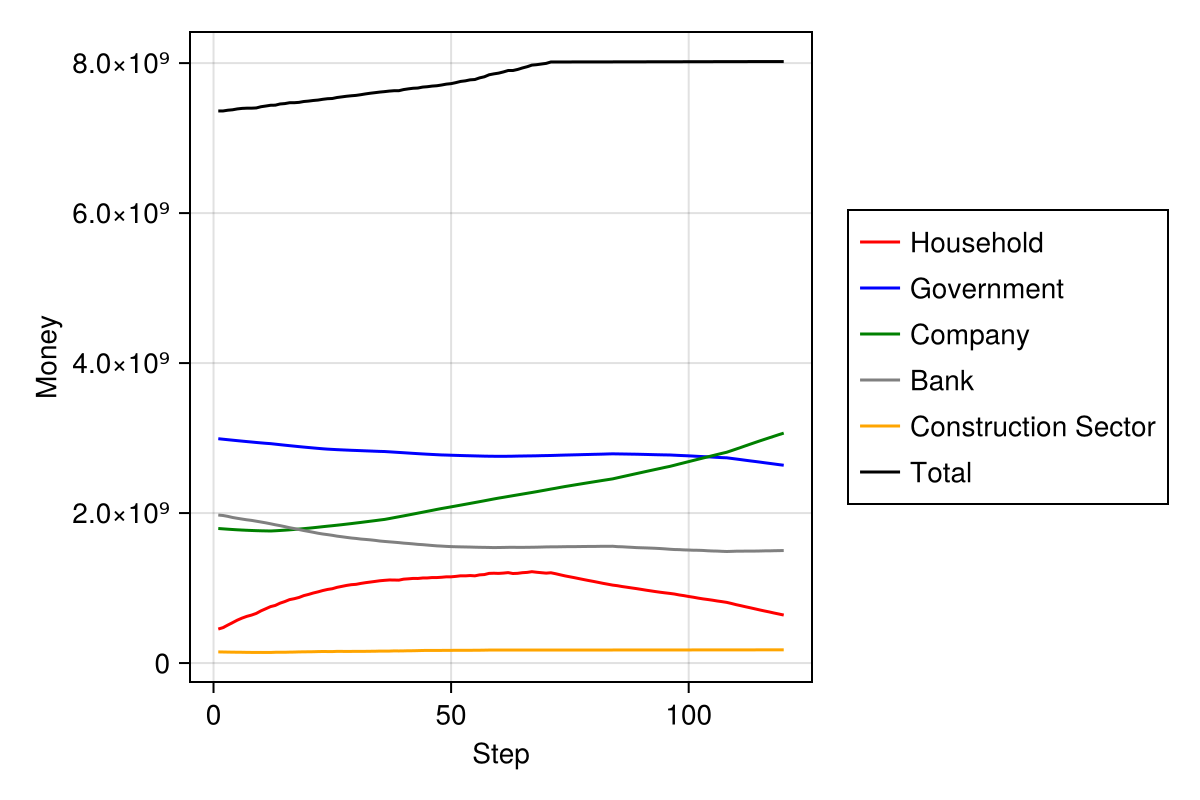 8.0×10⁹
6.0×10⁹
4.0×10⁹
2.0×10⁹
0
Money
0 50 100
Step
Household
Government
Company
Bank
Construction Sector
Total